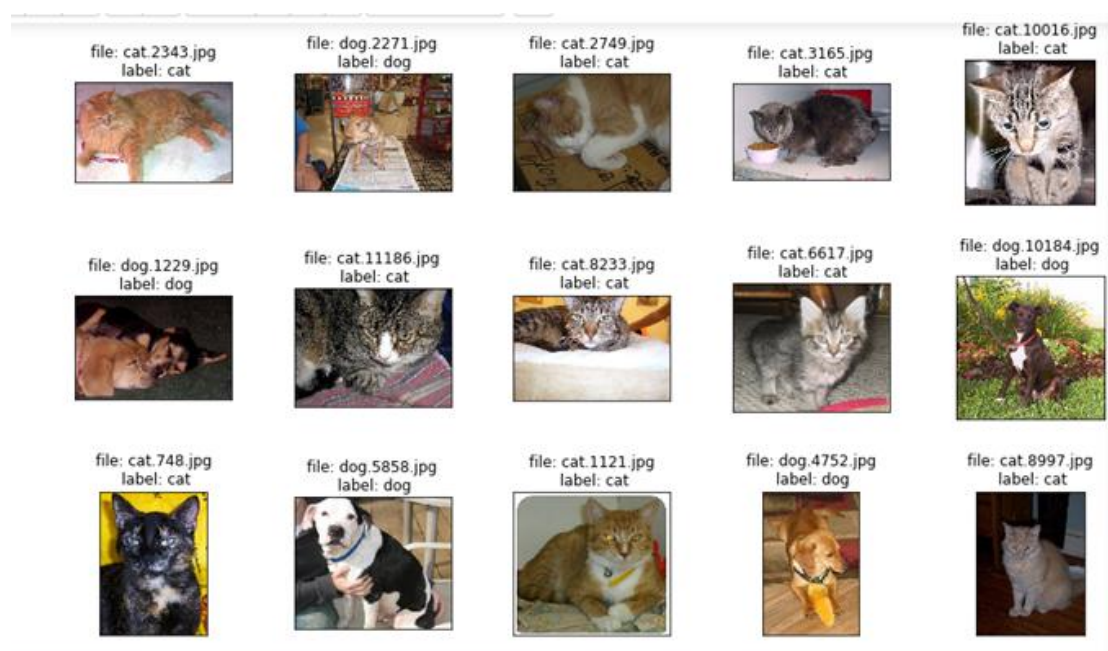 file: cat.2343.jpg
label: cat
file: dog.2271.jpg
label: dog
file: cat.2749.jpg
label: cat
file: cat.3165.jpg
label: cat
file: cat.10016.jpg
label: cat
file: dog.1229.jpg
label: dog
file: cat.11186.jpg
label: cat
file: cat.8233.jpg
label: cat
file: cat.6617.jpg
label: cat
file: dog.10184.jpg
label: dog
file: cat.748.jpg
label: cat
file: dog.5858.jpg
label: dog
file: cat.1121.jpg
label: cat
file: dog.4752.jpg
label: dog
file: cat.8997.jpg
label: cat